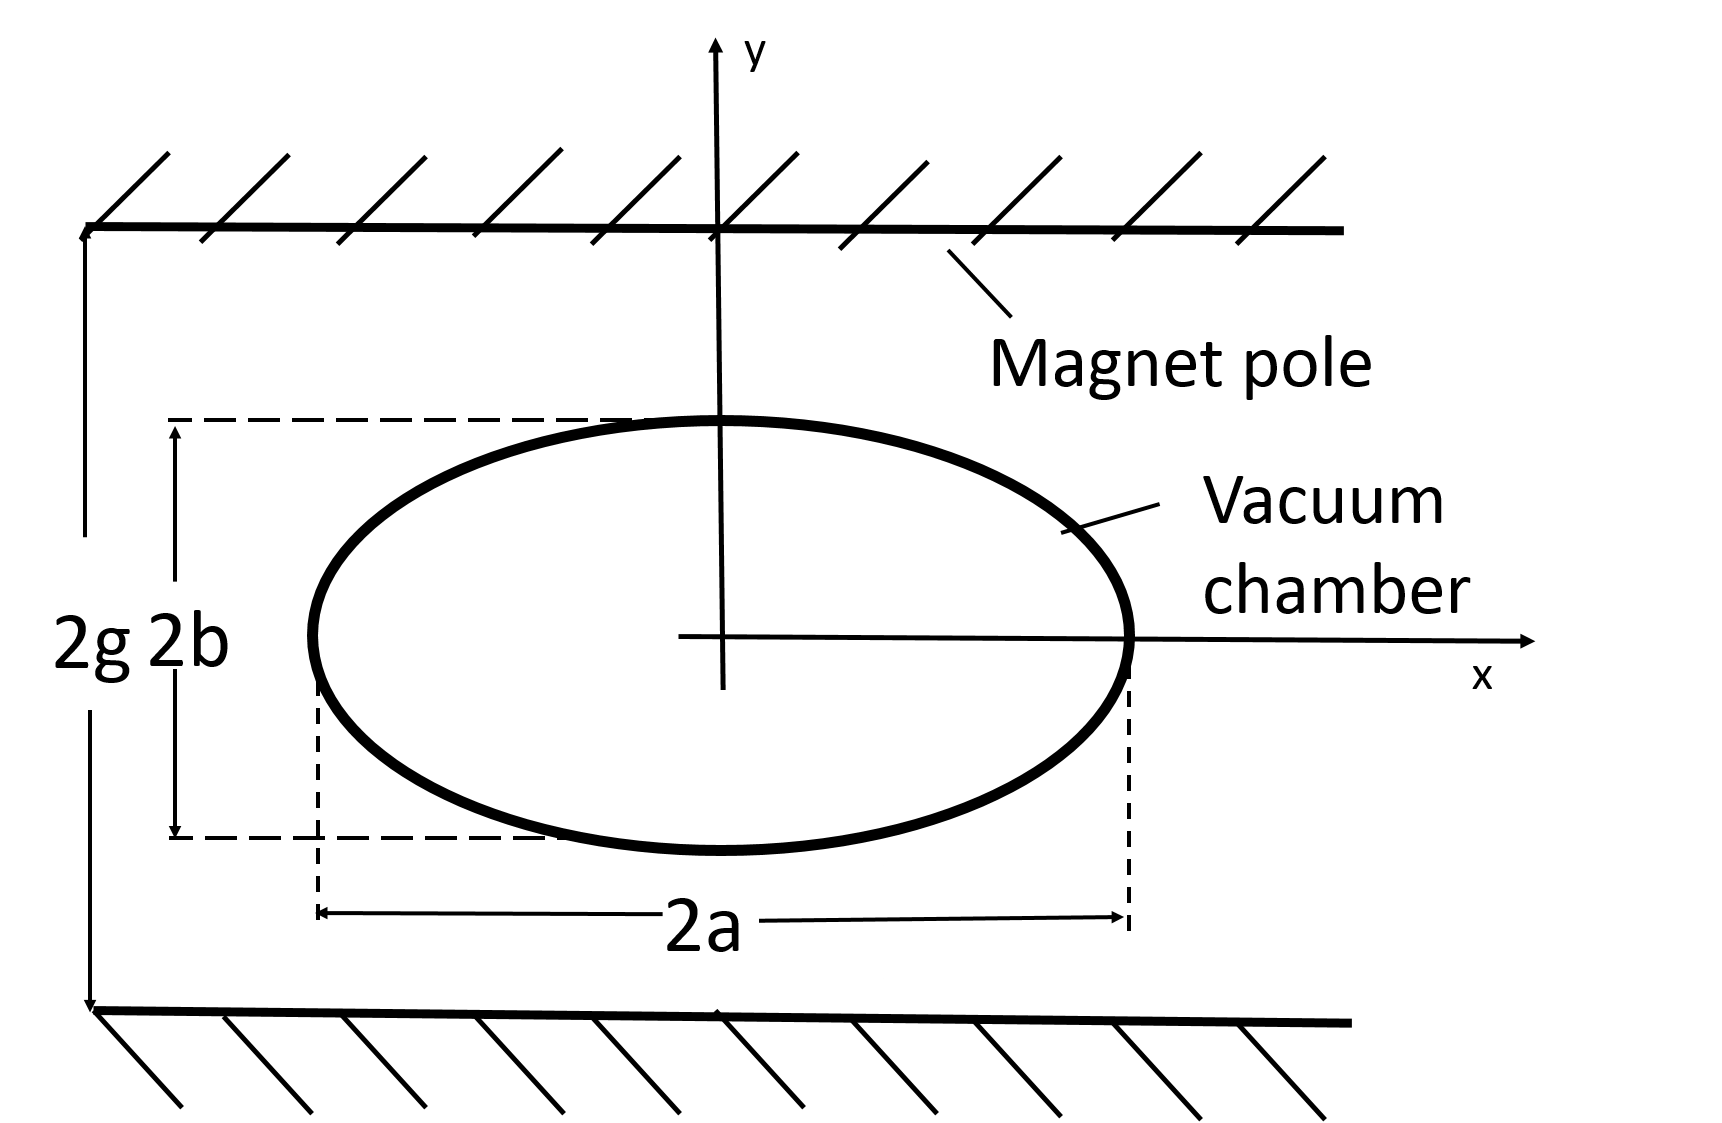 y
Magnet pole
Vacuum
chamber
2g 2b
x
2a